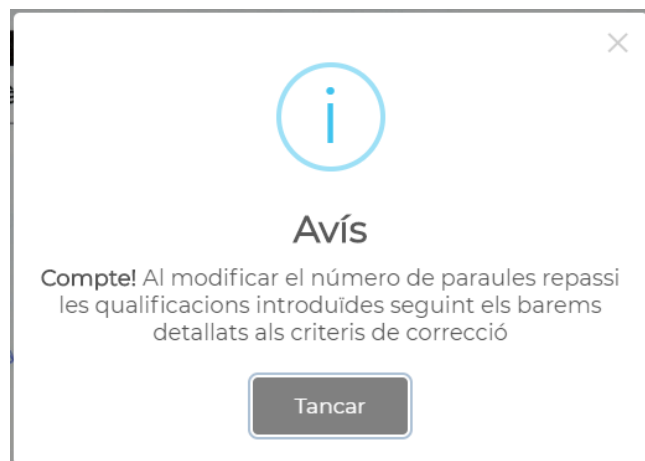 Avís
Compte! Al modificar el número de paraules repassi
les qualificacions introduïdes seguint els barems
detallats als criteris de correcció
Tancar